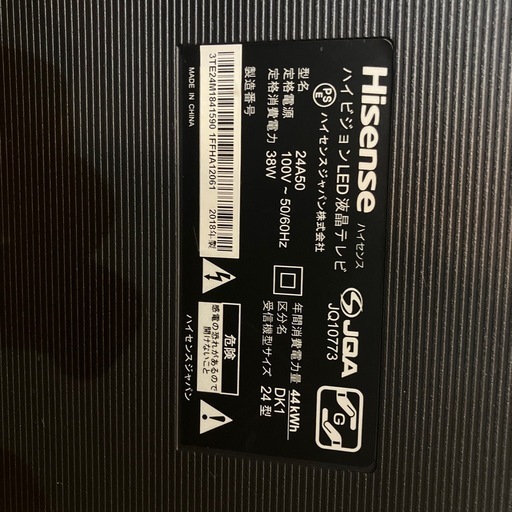 Hisense ハイセンス
ハイビジョンLED液晶テレビ
PSE ハイセンスジャパン株式会社
JQA
JQ10773
G
型名 24A50
定格電源 100V~50/60Hz
定格消費電力 38W
製造番号
年間消費電力量 44kWh
区分名 DK1
受信機型サイズ 24型
3TE24M1841590 1FFHA12061
2018年製
MADE IN CHINA
危険
感電の恐れがあるので
開けないこと
ハイセンスジャパン